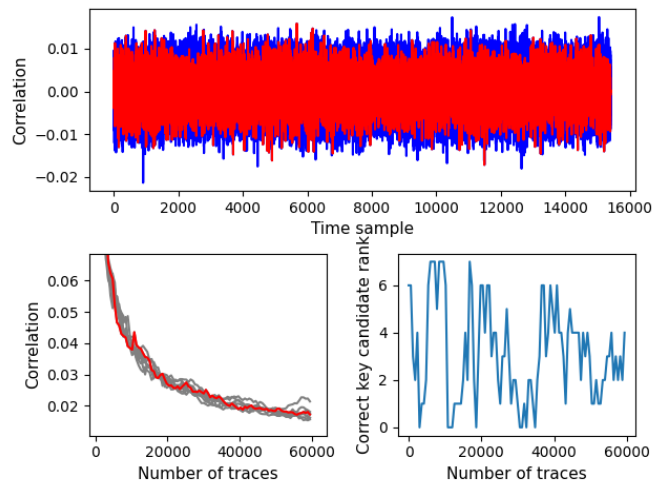 Correlation
0.01
0.00
−0.01
−0.02
0 2000 4000 6000 8000 10000 12000 14000 16000
Time sample
Correlation
0.06
0.05
0.04
0.03
0.02
0 20000 40000 60000
Number of traces
Correct key candidate rank
6
4
2
0
0 20000 40000 60000
Number of traces